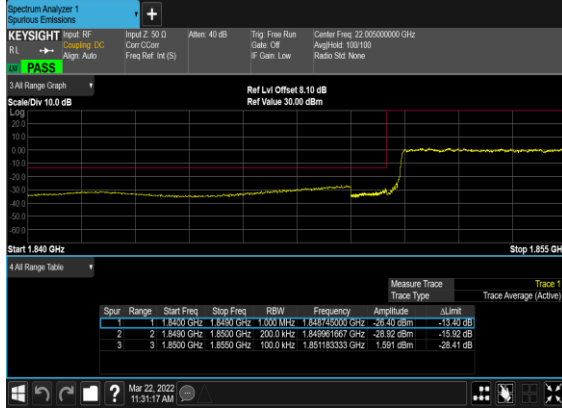 Spectrum Analyzer 1
Spurious Emissions
+
KEYSIGHT Input: RF Input Z: 50 Ω Atten: 40 dB Trig: Free Run Center Freq: 22.005000000 GHz
RL Coupling: DC Corr CCorr Gate: Off Avg|Hold: 100/100
Align: Auto Freq Ref: Int (S) IF Gain: Low Radio Std: None
PASS
3 All Range Graph
Ref Lvl Offset 8.10 dB
Scale/Div 10.0 dB Ref Value 30.00 dBm
Log
20.0
10.0
0.00
-10.0
-20.0
-30.0
-40.0
-50.0
-60.0
Start 1.840 GHz Stop 1.855 GH
4 All Range Table
Measure Trace Trace 1
Trace Type Trace Average (Active)
Spur Range Start Freq Stop Freq RBW Frequency Amplitude ΔLimit
1 1 1.8400 GHz 1.8490 GHz 1.000 MHz 1.848745000 GHz -26.40 dBm -13.40 dB
2 2 1.8490 GHz 1.8500 GHz 200.0 kHz 1.849961667 GHz -28.92 dBm -15.92 dB
3 3 1.8500 GHz 1.8550 GHz 100.0 kHz 1.851183333 GHz 1.591 dBm -28.41 dB
?
Mar 22, 2022
11:31:17 AM